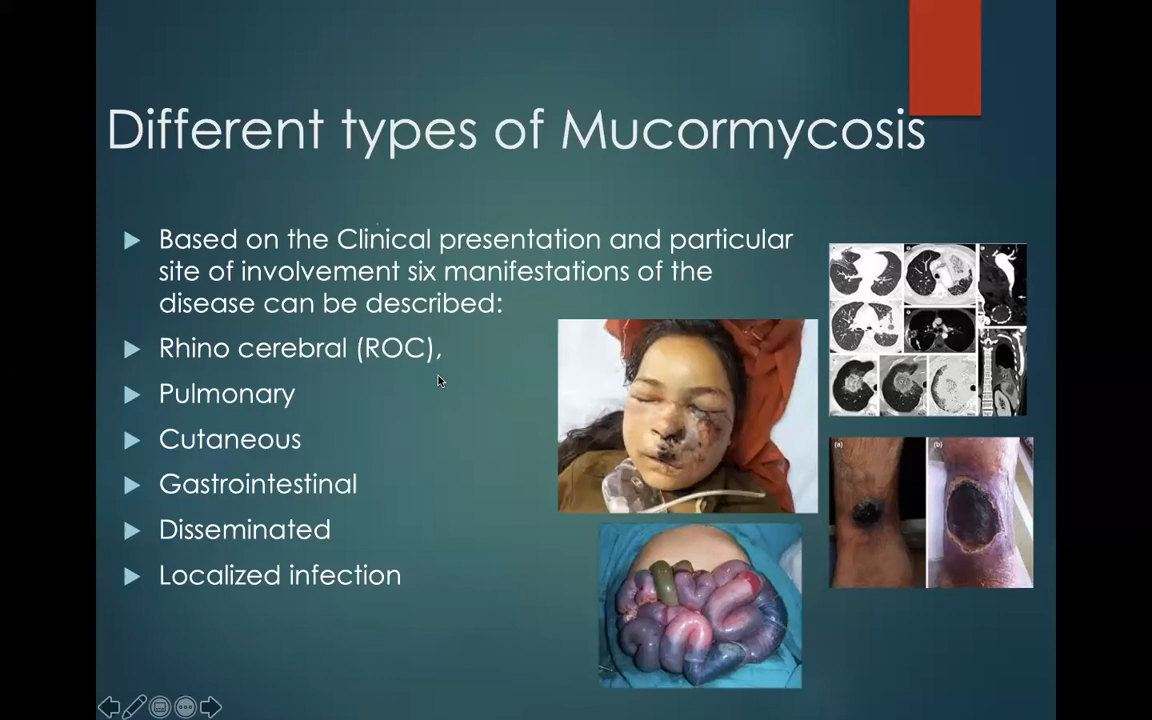 Different types of Mucormycosis
Based on the Clinical presentation and particular
site of involvement six manifestations of the
disease can be described:
Rhino cerebral (ROC),
Pulmonary
Cutaneous
Gastrointestinal
Disseminated
Localized infection
(a)
(b)